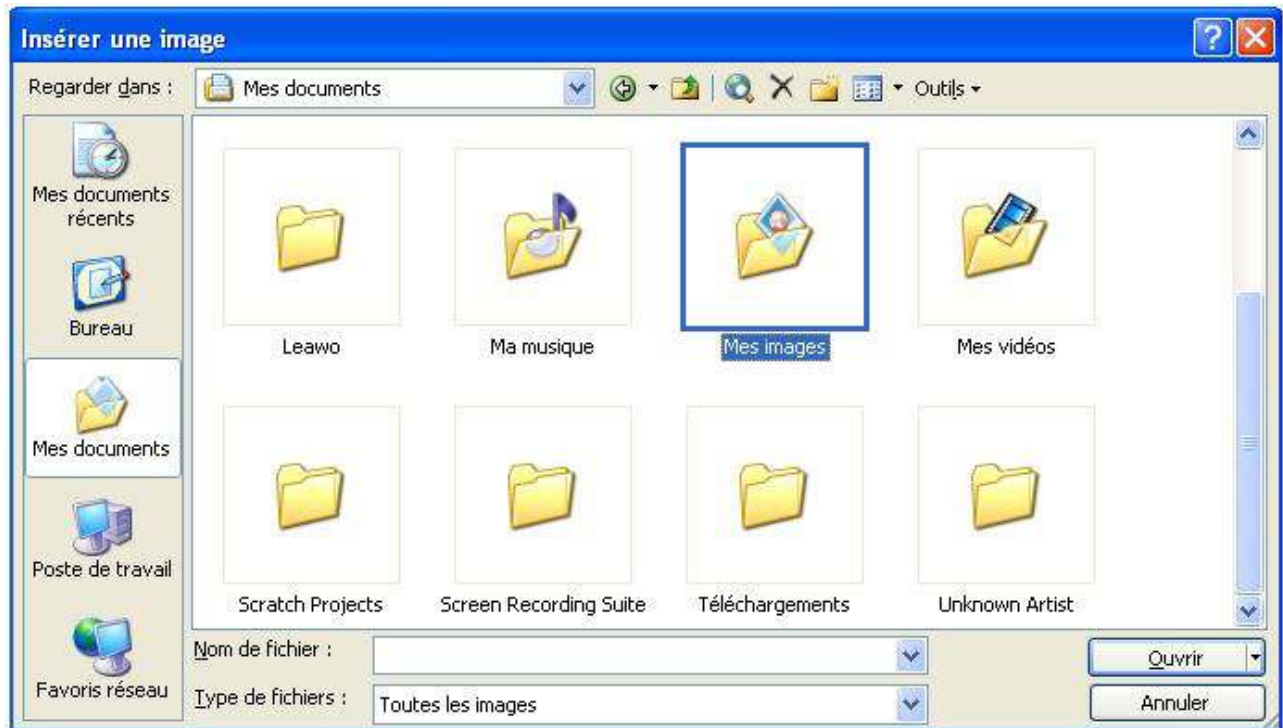 Insérer une image
?
Regarder dans :
Mes documents
Outils
Mes documents
récents
Bureau
Mes documents
Poste de travail
Favoris réseau
Leawo
Ma musique
Mes images
Mes vidéos
Scratch Projects
Screen Recording Suite
Téléchargements
Unknown Artist
Nom de fichier :
Ouvrir
Type de fichiers :
Toutes les images
Annuler